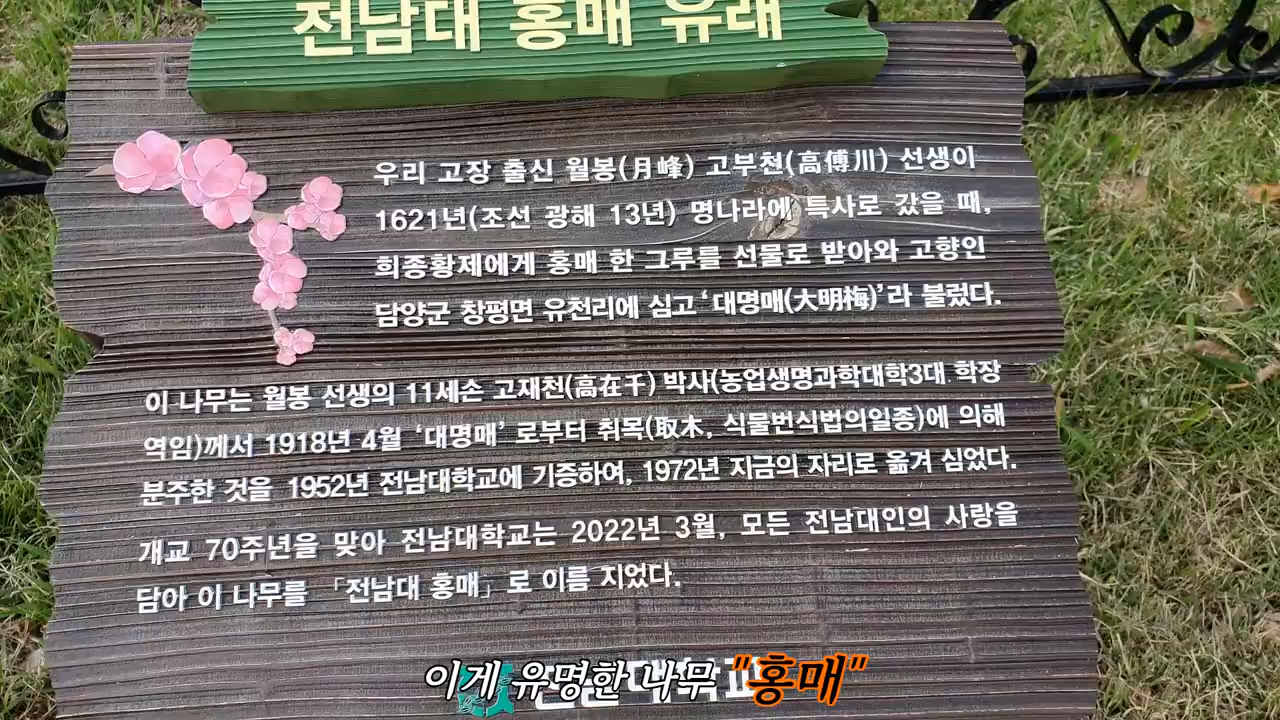 전남대 홍매 유래
우리 고장 출신 월봉(月峰) 고부천(高傅川) 선생이
1621년(조선 광해 13년) 명나라에 특사로 갔을 때,
희종황제에게 홍매 한 그루를 선물로 받아와 고향인
담양군 창평면 유천리에 심고 ‘대명매(大明梅)’라 불렀다.
이 나무는 월봉 선생의 11세손 고재천(高在千) 박사(농업생명과학대학3대 학장
역임)께서 1918년 4월 ‘대명매’ 로부터 취목(取木, 식물번식법의일종)에 의해
분주한 것을 1952년 전남대학교에 기증하여, 1972년 지금의 자리로 옮겨 심었다.
개교 70주년을 맞아 전남대학교는 2022년 3월, 모든 전남대인의 사랑을
담아 이 나무를 「전남대 홍매」로 이름 지었다.
이게 유명한 나무 "홍매"